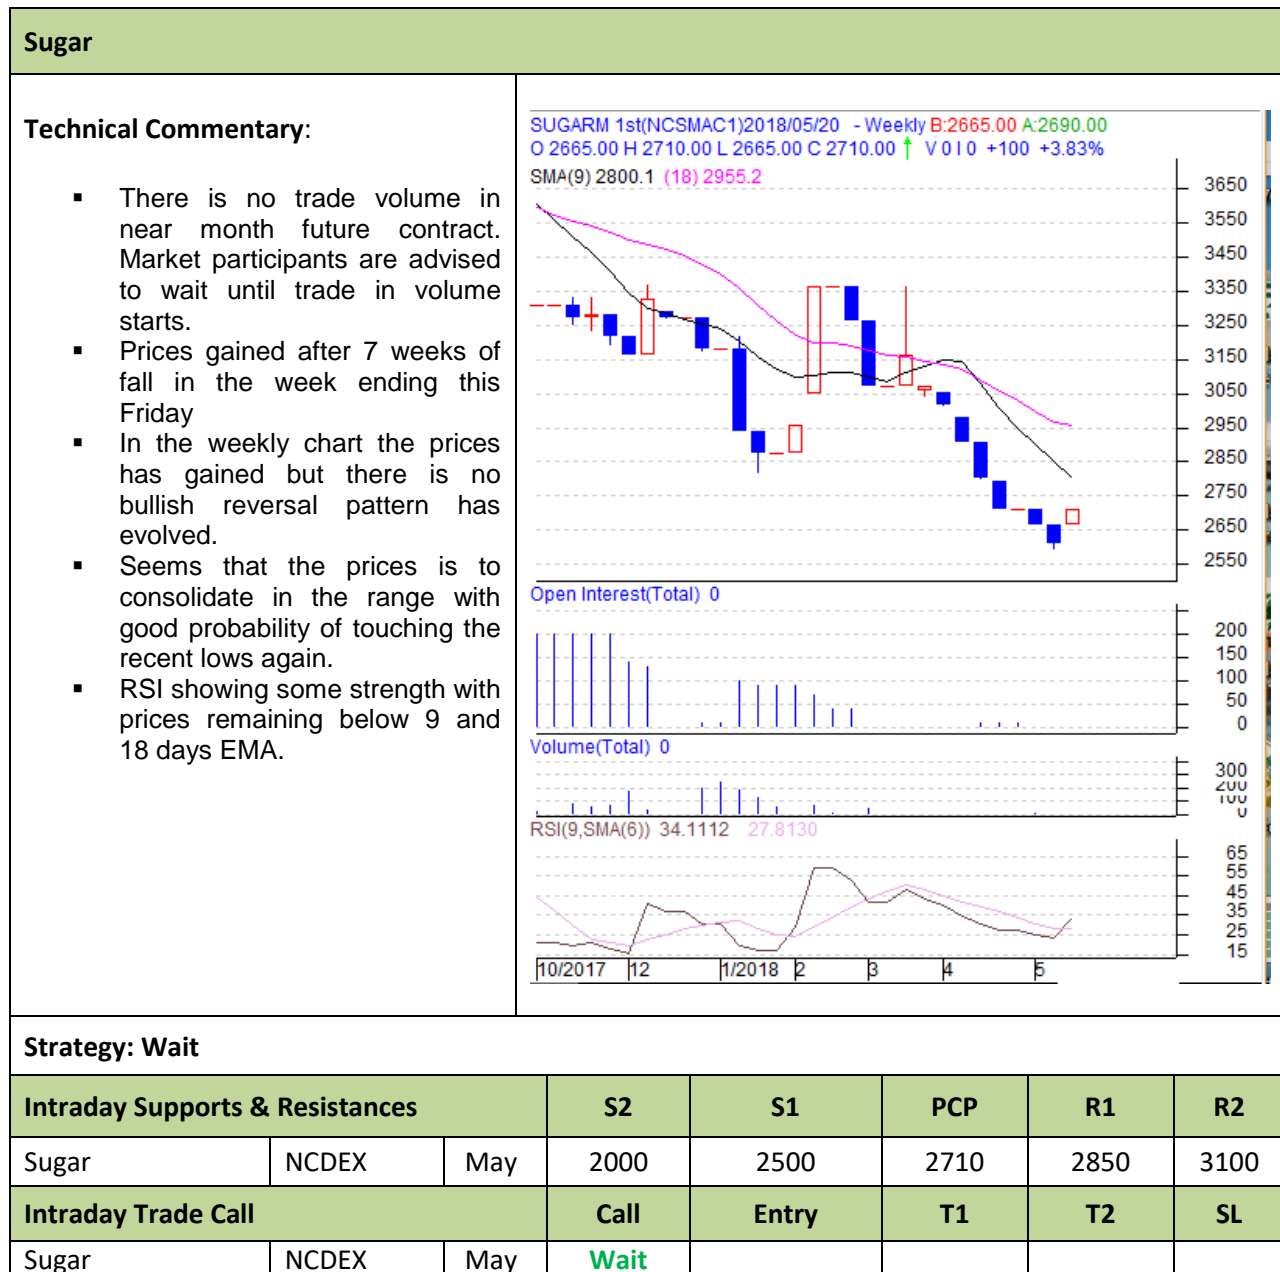 Sugar
Technical Commentary:
▪ There is no trade volume in
near month future contract.
Market participants are advised
to wait until trade in volume
starts.
▪ Prices gained after 7 weeks of
fall in the week ending this
Friday
▪ In the weekly chart the prices
has gained but there is no
bullish reversal pattern has
evolved.
▪ Seems that the prices is to
consolidate in the range with
good probability of touching the
recent lows again.
▪ RSI showing some strength with
prices remaining below 9 and
18 days EMA.
SUGARM 1st(NCSMAC1)2018/05/20 - Weekly B:2665.00 A:2690.00
O 2665.00 H 2710.00 L 2665.00 C 2710.00 ↑ V 0 I 0 +100 +3.83%
SMA(9) 2800.1 (18) 2955.2
3650
3550
3450
3350
3250
3150
3050
2950
2850
2750
2650
2550
Open Interest(Total) 0
200
150
100
50
0
Volume(Total) 0
300
200
100
0
RSI(9,SMA(6)) 34.1112 27.8130
65
55
45
35
25
15
10/2017 12 1/2018 2 3 4 5
Strategy: Wait
Intraday Supports & Resistances S2 S1 PCP R1 R2
Sugar NCDEX May 2000 2500 2710 2850 3100
Intraday Trade Call Call Entry T1 T2 SL
Sugar NCDEX May Wait